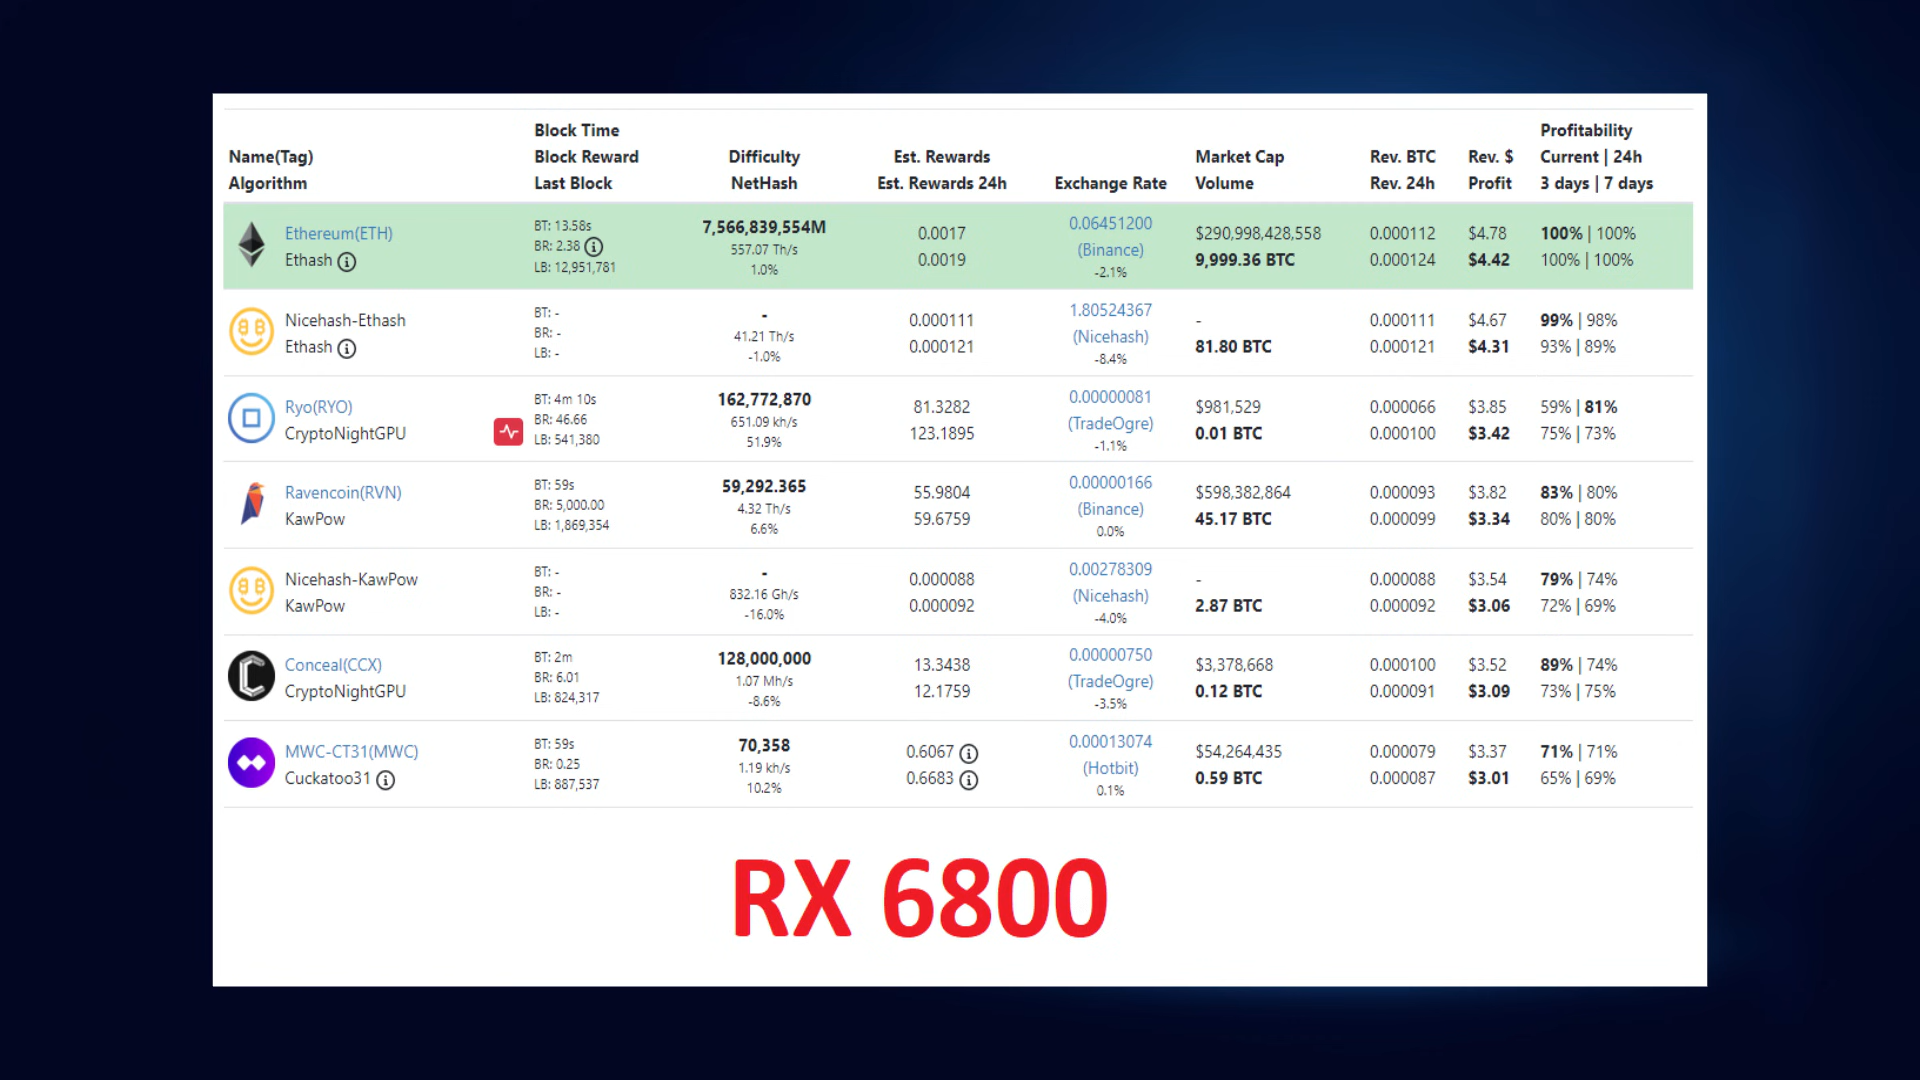 Name(Tag)
Algorithm
Block Time
Block Reward
Last Block
Difficulty
NetHash
Est. Rewards
Est. Rewards 24h
Exchange Rate
Market Cap
Volume
Rev. BTC
Rev. 24h
Rev. $
Profit
Profitability
Current | 24h
3 days | 7 days
Ethereum(ETH)
Ethash
BT: 13.58s
BR: 2.38
LB: 12,951,781
7,566,839,554M
557.07 Th/s
1.0%
0.0017
0.0019
0.06451200
(Binance)
-2.1%
$290,998,428,558
9,999.36 BTC
0.000112
0.000124
$4.78
$4.42
100% | 100%
100% | 100%
Nicehash-Ethash
Ethash
BT: -
BR: -
LB: -
-
41.21 Th/s
-1.0%
0.000111
0.000121
1.80524367
(Nicehash)
-8.4%
-
81.80 BTC
0.000111
0.000121
$4.67
$4.31
99% | 98%
93% | 89%
Ryo(RYO)
CryptoNightGPU
BT: 4m 10s
BR: 46.66
LB: 541,380
162,772,870
651.09 kh/s
51.9%
81.3282
123.1895
0.00000081
(TradeOgre)
-1.1%
$981,529
0.01 BTC
0.000066
0.000100
$3.85
$3.42
59% | 81%
75% | 73%
Ravencoin(RVN)
KawPow
BT: 59s
BR: 5,000.00
LB: 1,869,354
59,292.365
4.32 Th/s
6.6%
55.9804
59.6759
0.00000166
(Binance)
0.0%
$598,382,864
45.17 BTC
0.000093
0.000099
$3.82
$3.34
83% | 80%
80% | 80%
Nicehash-KawPow
KawPow
BT: -
BR: -
LB: -
-
832.16 Gh/s
-16.0%
0.000088
0.000092
0.00278309
(Nicehash)
-4.0%
-
2.87 BTC
0.000088
0.000092
$3.54
$3.06
79% | 74%
72% | 69%
Conceal(CCX)
CryptoNightGPU
BT: 2m
BR: 6.01
LB: 824,317
128,000,000
1.07 Mh/s
-8.6%
13.3438
12.1759
0.00000750
(TradeOgre)
-3.5%
$3,378,668
0.12 BTC
0.000100
0.000091
$3.52
$3.09
89% | 74%
73% | 75%
MWC-CT31(MWC)
Cuckatoo31
BT: 59s
BR: 0.25
LB: 887,537
70,358
1.19 kh/s
10.2%
0.6067
0.6683
0.00013074
(Hotbit)
0.1%
$54,264,435
0.59 BTC
0.000079
0.000087
$3.37
$3.01
71% | 71%
65% | 69%
RX 6800